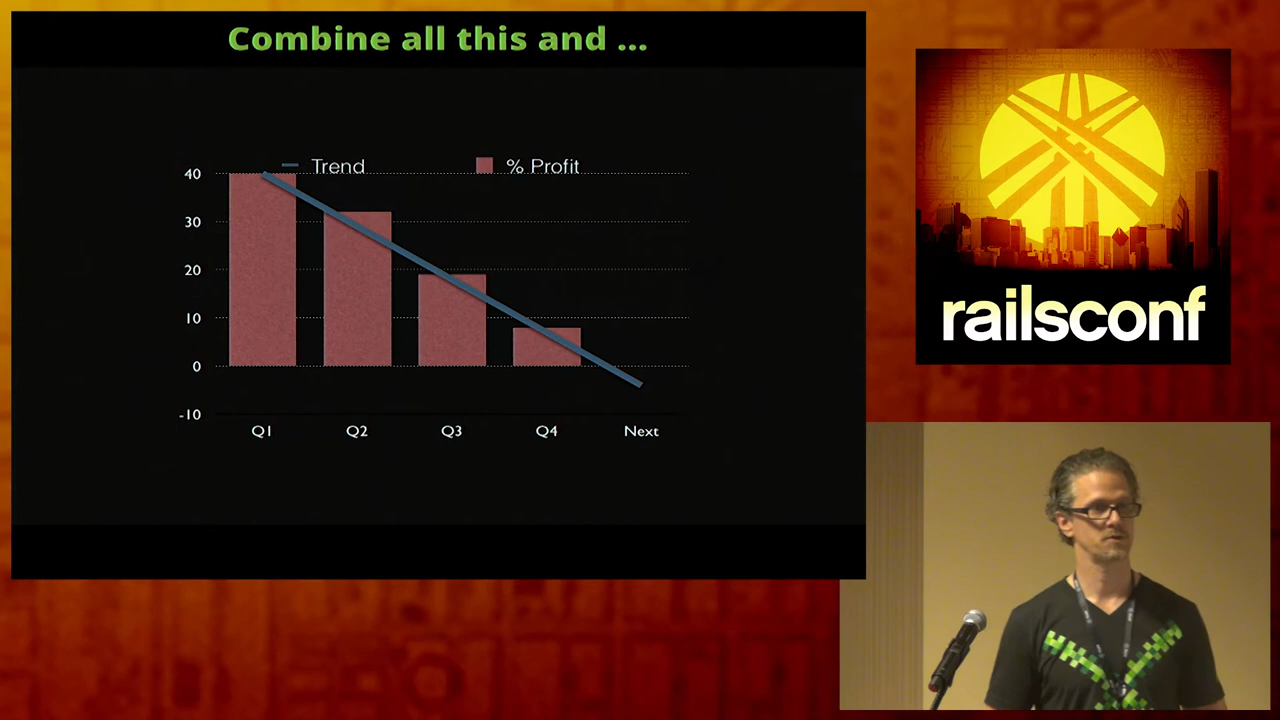 Combine all this and ...
Trend
% Profit
40
30
20
10
0
-10
Q1
Q2
Q3
Q4
Next
railsconf